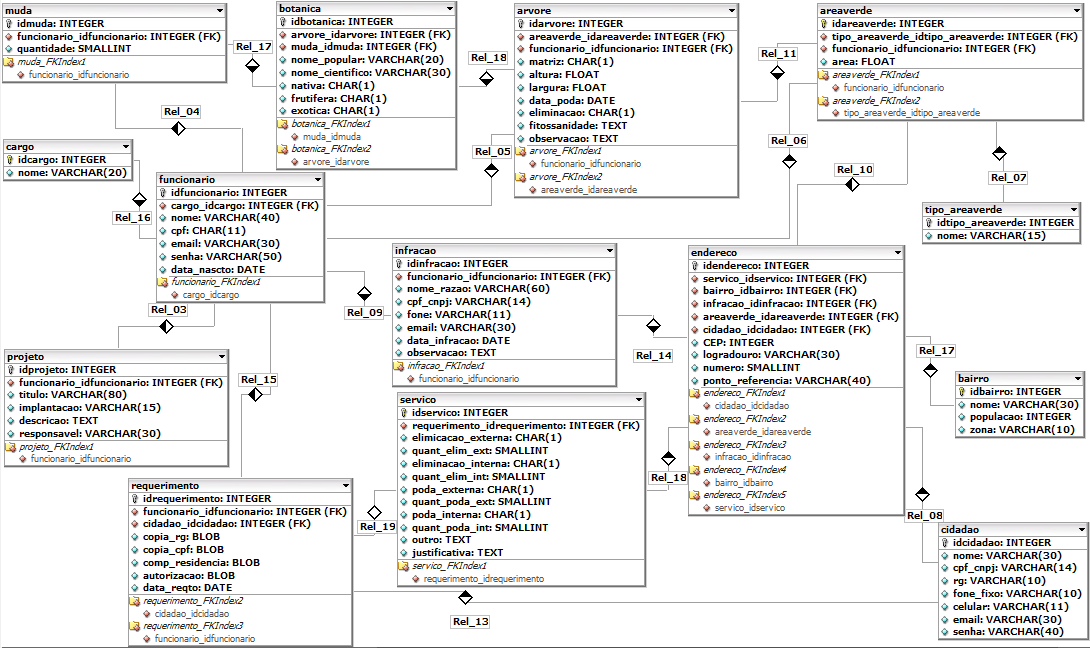 muda
idmuda: INTEGER
funcionario_idfuncionario: INTEGER (FK)
quantidade: SMALLINT
muda_FKIndex1
funcionario_idfuncionario
Rel_17
botanica
idbotanica: INTEGER
arvore_idarvore: INTEGER (FK)
muda_idmuda: INTEGER (FK)
nome_popular: VARCHAR(20)
nome_cientifico: VARCHAR(30)
nativa: CHAR(1)
frutifera: CHAR(1)
exotica: CHAR(1)
botanica_FKIndex1
muda_idmuda
botanica_FKIndex2
arvore_idarvore
Rel_18
arvore
idarvore: INTEGER
areaverde_idareaverde: INTEGER (FK)
funcionario_idfuncionario: INTEGER (FK)
matriz: CHAR(1)
altura: FLOAT
largura: FLOAT
data_poda: DATE
eliminacao: CHAR(1)
fitossanidade: TEXT
observacao: TEXT
arvore_FKIndex1
funcionario_idfuncionario
arvore_FKIndex2
areaverde_idareaverde
Rel_11
areaverde
idareaverde: INTEGER
tipo_areaverde_idtipo_areaverde: INTEGER (FK)
funcionario_idfuncionario: INTEGER (FK)
area: FLOAT
areaverde_FKIndex1
funcionario_idfuncionario
areaverde_FKIndex2
tipo_areaverde_idtipo_areaverde
Rel_04
cargo
idcargo: INTEGER
nome: VARCHAR(20)
Rel_16
funcionario
idfuncionario: INTEGER
cargo_idcargo: INTEGER (FK)
nome: VARCHAR(40)
cpf: CHAR(11)
email: VARCHAR(30)
senha: VARCHAR(50)
data_nascto: DATE
funcionario_FKIndex1
cargo_idcargo
Rel_05
Rel_06
Rel_10
Rel_07
tipo_areaverde
idtipo_areaverde: INTEGER
nome: VARCHAR(15)
Rel_03
Rel_09
infracao
idinfracao: INTEGER
funcionario_idfuncionario: INTEGER (FK)
nome_razao: VARCHAR(60)
cpf_cnpj: VARCHAR(14)
fone: VARCHAR(11)
email: VARCHAR(30)
data_infracao: DATE
observacao: TEXT
infracao_FKIndex1
funcionario_idfuncionario
Rel_14
endereco
idendereco: INTEGER
servico_idservico: INTEGER (FK)
bairro_idbairro: INTEGER (FK)
infracao_idinfracao: INTEGER (FK)
areaverde_idareaverde: INTEGER (FK)
cidadao_idcidadao: INTEGER (FK)
CEP: INTEGER
logradouro: VARCHAR(30)
numero: SMALLINT
ponto_referencia: VARCHAR(40)
endereco_FKIndex1
cidadao_idcidadao
endereco_FKIndex2
areaverde_idareaverde
endereco_FKIndex3
infracao_idinfracao
endereco_FKIndex4
bairro_idbairro
endereco_FKIndex5
servico_idservico
Rel_17
bairro
idbairro: INTEGER
nome: VARCHAR(30)
populacao: INTEGER
zona: VARCHAR(10)
projeto
idprojeto: INTEGER
funcionario_idfuncionario: INTEGER (FK)
titulo: VARCHAR(80)
implantacao: VARCHAR(15)
descricao: TEXT
responsavel: VARCHAR(30)
projeto_FKIndex1
funcionario_idfuncionario
Rel_15
servico
idservico: INTEGER
requerimento_idrequerimento: INTEGER (FK)
elimicacao_externa: CHAR(1)
quant_elim_ext: SMALLINT
eliminacao_interna: CHAR(1)
quant_elim_int: SMALLINT
poda_externa: CHAR(1)
quant_poda_ext: SMALLINT
poda_interna: CHAR(1)
quant_poda_int: SMALLINT
outro: TEXT
justificativa: TEXT
servico_FKIndex1
requerimento_idrequerimento
Rel_18
Rel_19
requerimento
idrequerimento: INTEGER
funcionario_idfuncionario: INTEGER (FK)
cidadao_idcidadao: INTEGER (FK)
copia_rg: BLOB
copia_cpf: BLOB
comp_residencia: BLOB
autorizacao: BLOB
data_reqto: DATE
requerimento_FKIndex2
cidadao_idcidadao
requerimento_FKIndex3
funcionario_idfuncionario
Rel_13
Rel_08
cidadao
idcidadao: INTEGER
nome: VARCHAR(30)
cpf_cnpj: VARCHAR(14)
rg: VARCHAR(10)
fone_fixo: VARCHAR(10)
celular: VARCHAR(11)
email: VARCHAR(30)
senha: VARCHAR(40)